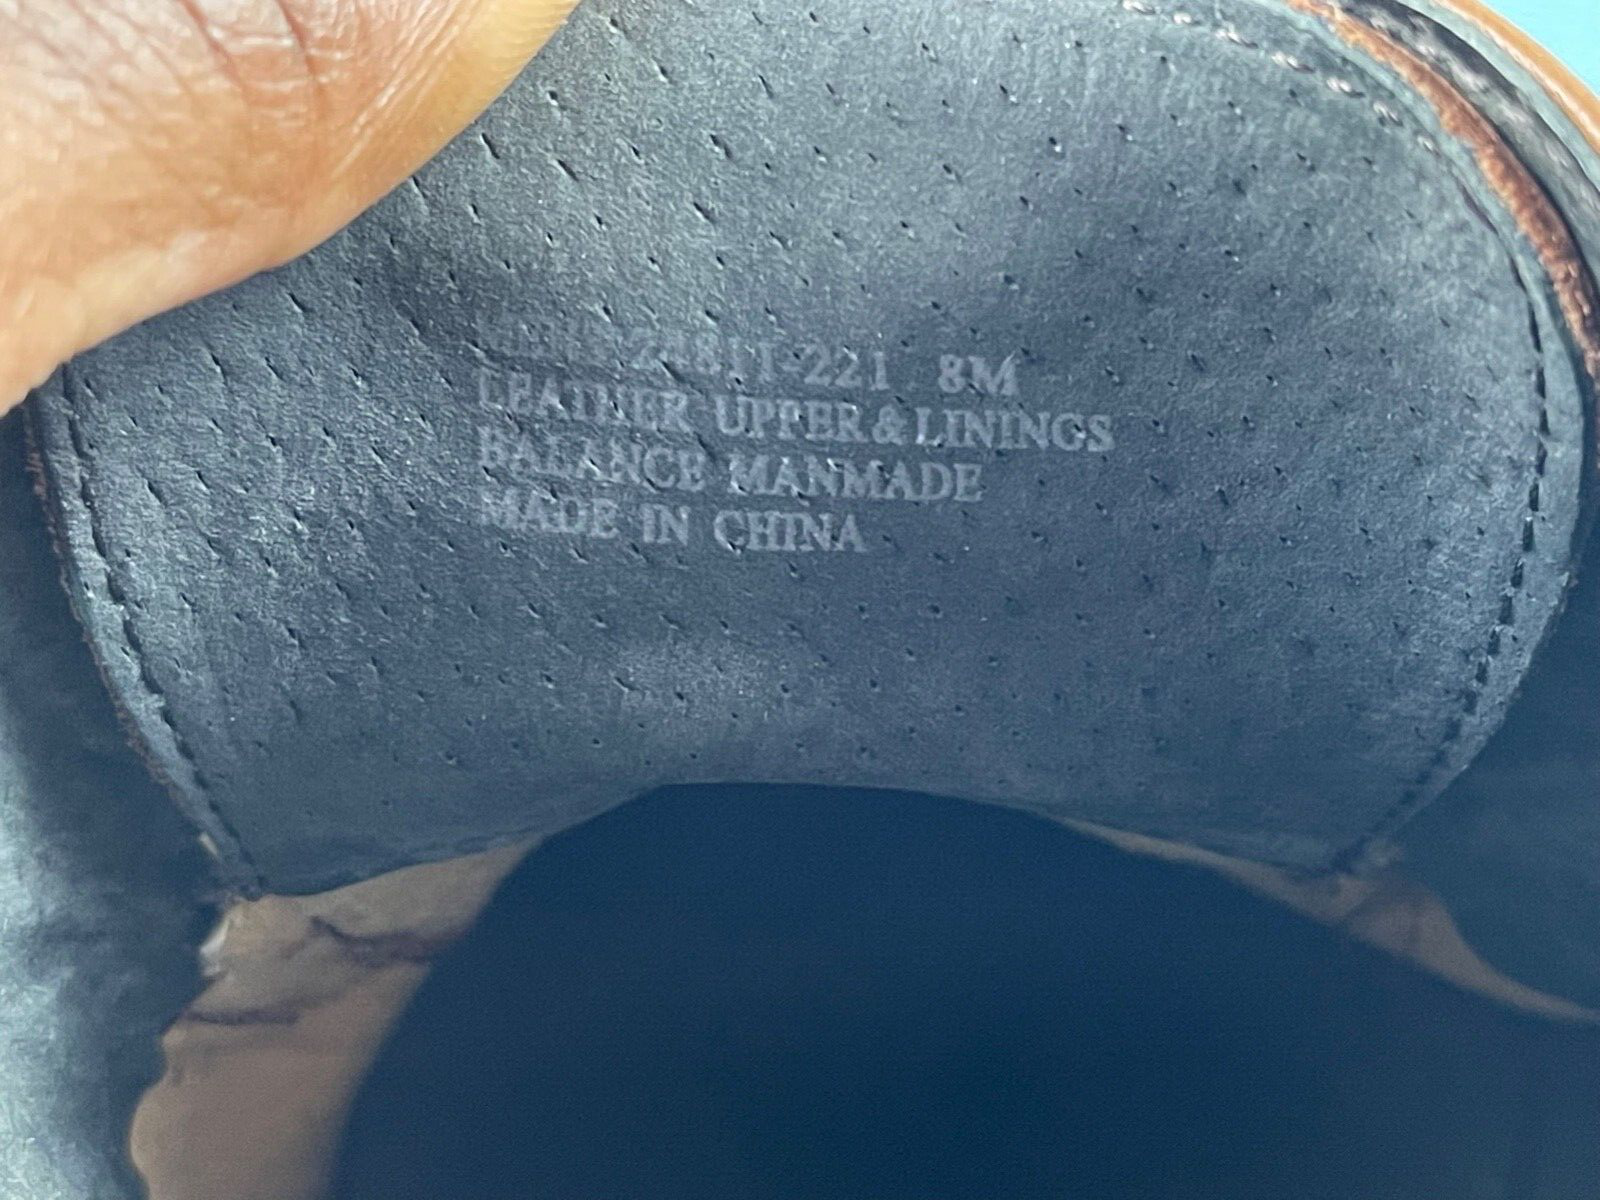 8M
LEATHER UPPER & LININGS
BALANCE MANMADE
MADE IN CHINA